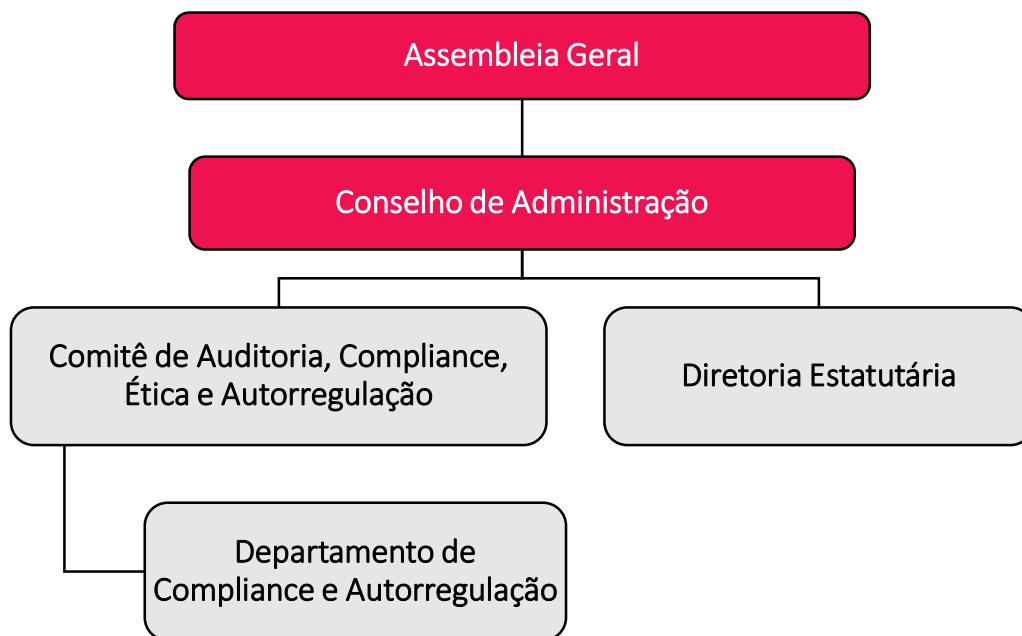 Assembleia Geral
Conselho de Administração
Comitê de Auditoria, Compliance,
Ética e Autorregulação
Diretoria Estatutária
Departamento de
Compliance e Autorregulação